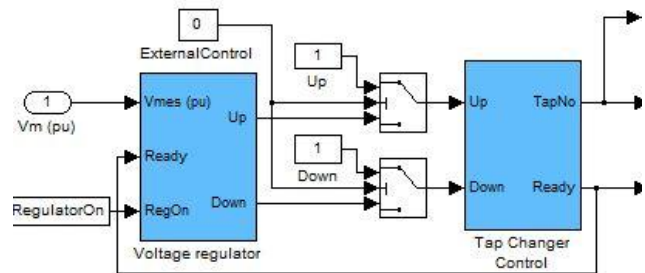 0
ExternalControl
1
Up
1
Vm (pu)
Vmes (pu)
Up
Ready
RegOn
Down
Voltage regulator
RegulatorOn
1
Down
Up
TapNo
Down
Ready
Tap Changer
Control